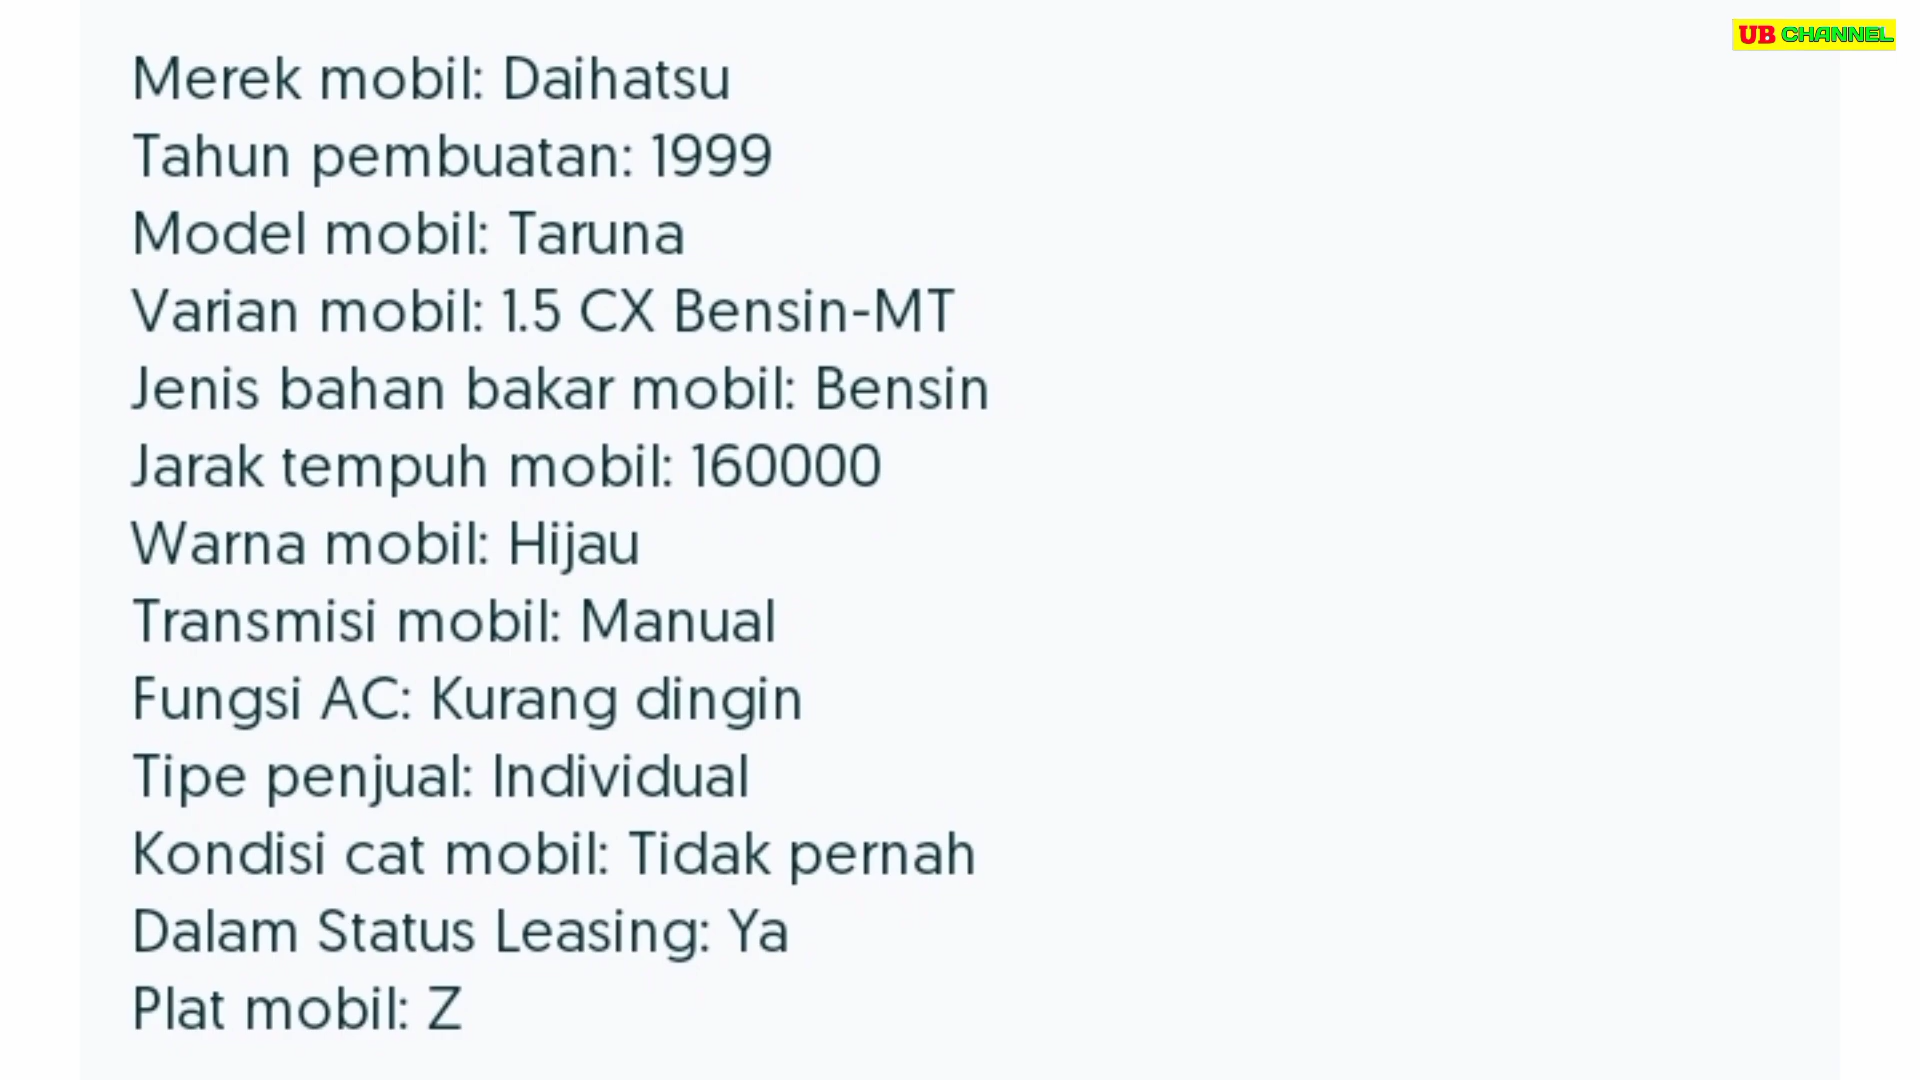 UB CHANNEL
Merek mobil: Daihatsu
Tahun pembuatan: 1999
Model mobil: Taruna
Varian mobil: 1.5 CX Bensin-MT
Jenis bahan bakar mobil: Bensin
Jarak tempuh mobil: 160000
Warna mobil: Hijau
Transmisi mobil: Manual
Fungsi AC: Kurang dingin
Tipe penjual: Individual
Kondisi cat mobil: Tidak pernah
Dalam Status Leasing: Ya
Plat mobil: Z